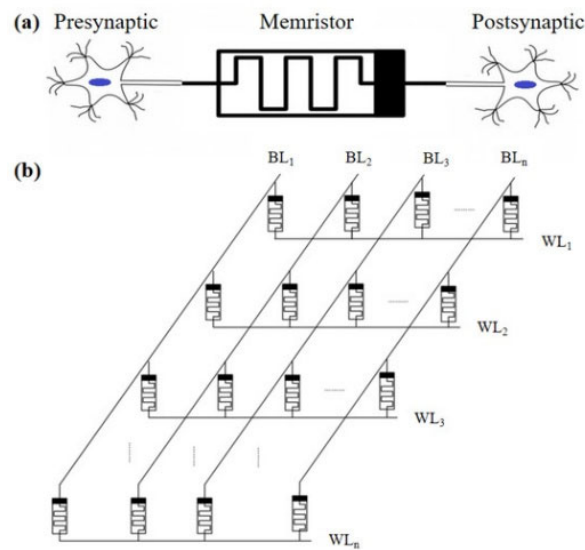 (a) Presynaptic Memristor Postsynaptic
(b) BL₁ BL₂ BL₃ BLₙ
WL₁
WL₂
WL₃
WLₙ